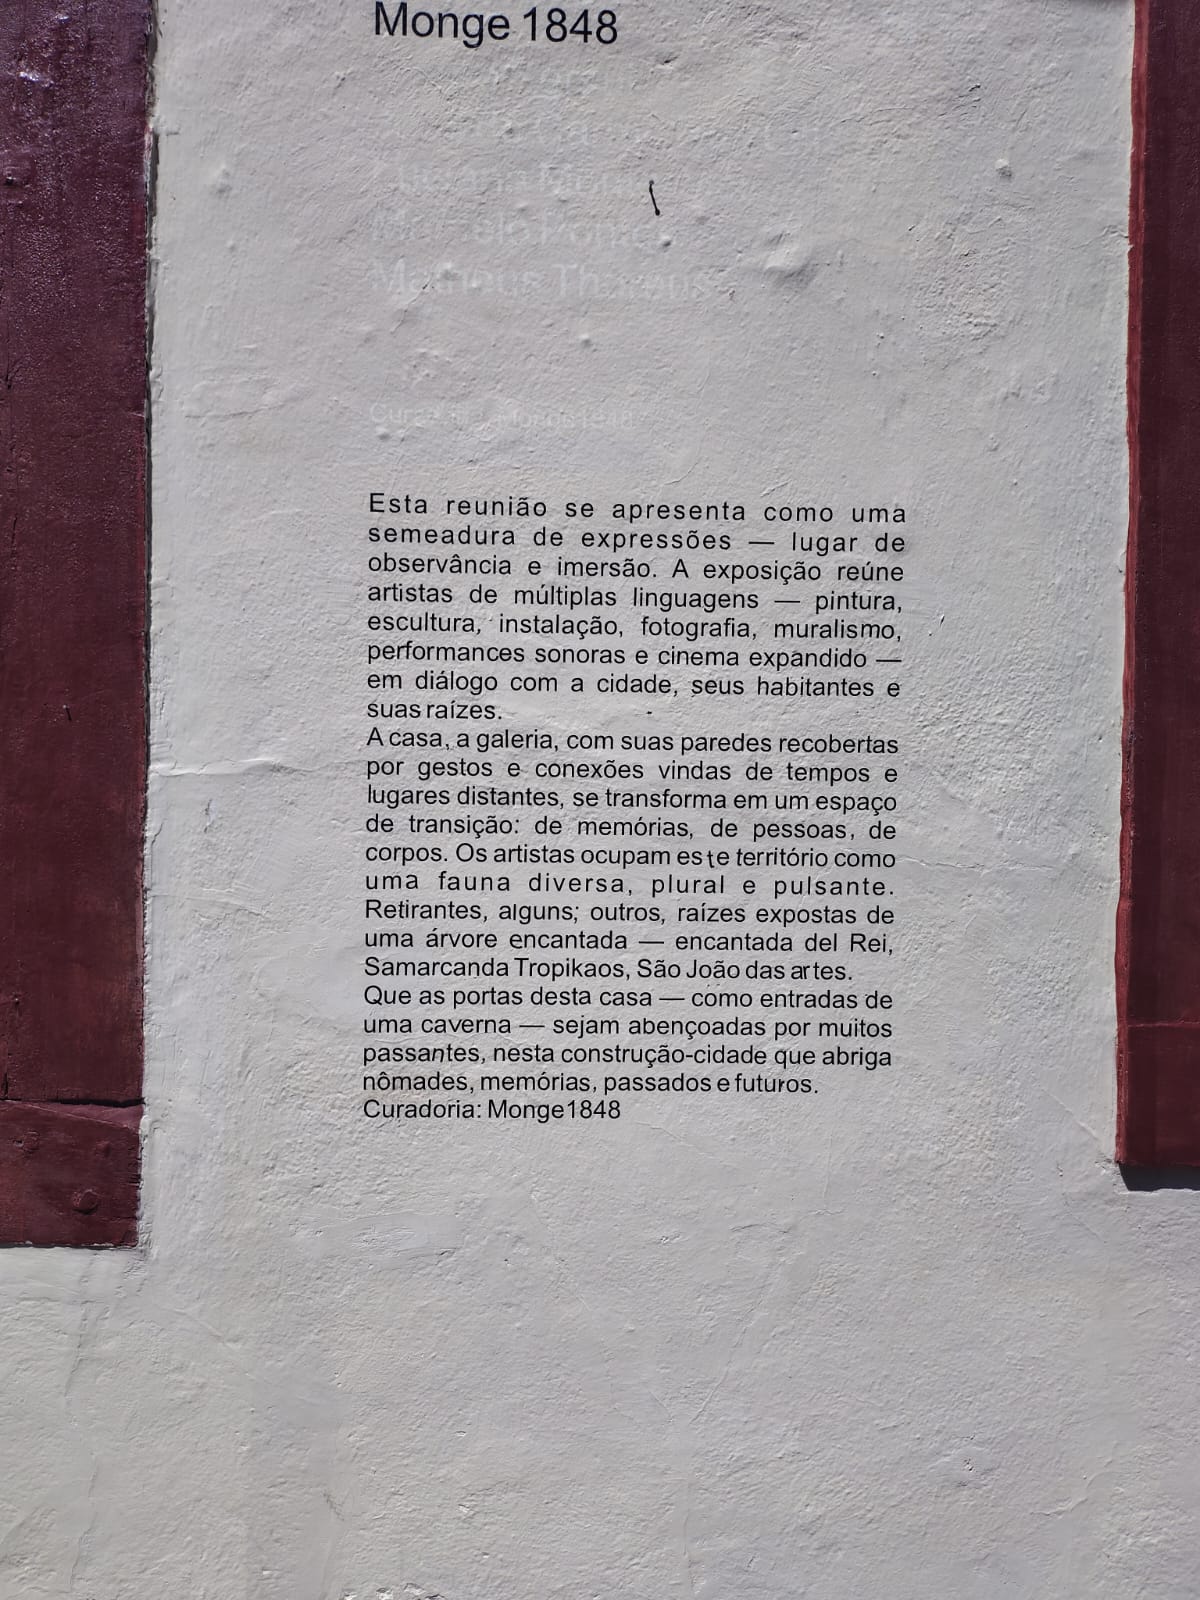 Monge 1848
Esta reunião se apresenta como uma
semeadura de expressões — lugar de
observância e imersão. A exposição reúne
artistas de múltiplas linguagens — pintura,
escultura, instalação, fotografia, muralismo,
performances sonoras e cinema expandido —
em diálogo com a cidade, seus habitantes e
suas raízes.
A casa, a galeria, com suas paredes recobertas
por gestos e conexões vindas de tempos e
lugares distantes, se transforma em um espaço
de transição: de memórias, de pessoas, de
corpos. Os artistas ocupam este território como
uma fauna diversa, plural e pulsante.
Retirantes, alguns; outros, raízes expostas de
uma árvore encantada — encantada del Rei,
Samarcanda Tropikaos, São João das artes.
Que as portas desta casa — como entradas de
uma caverna — sejam abençoadas por muitos
passantes, nesta construção-cidade que abriga
nômades, memórias, passados e futuros.
Curadoria: Monge1848